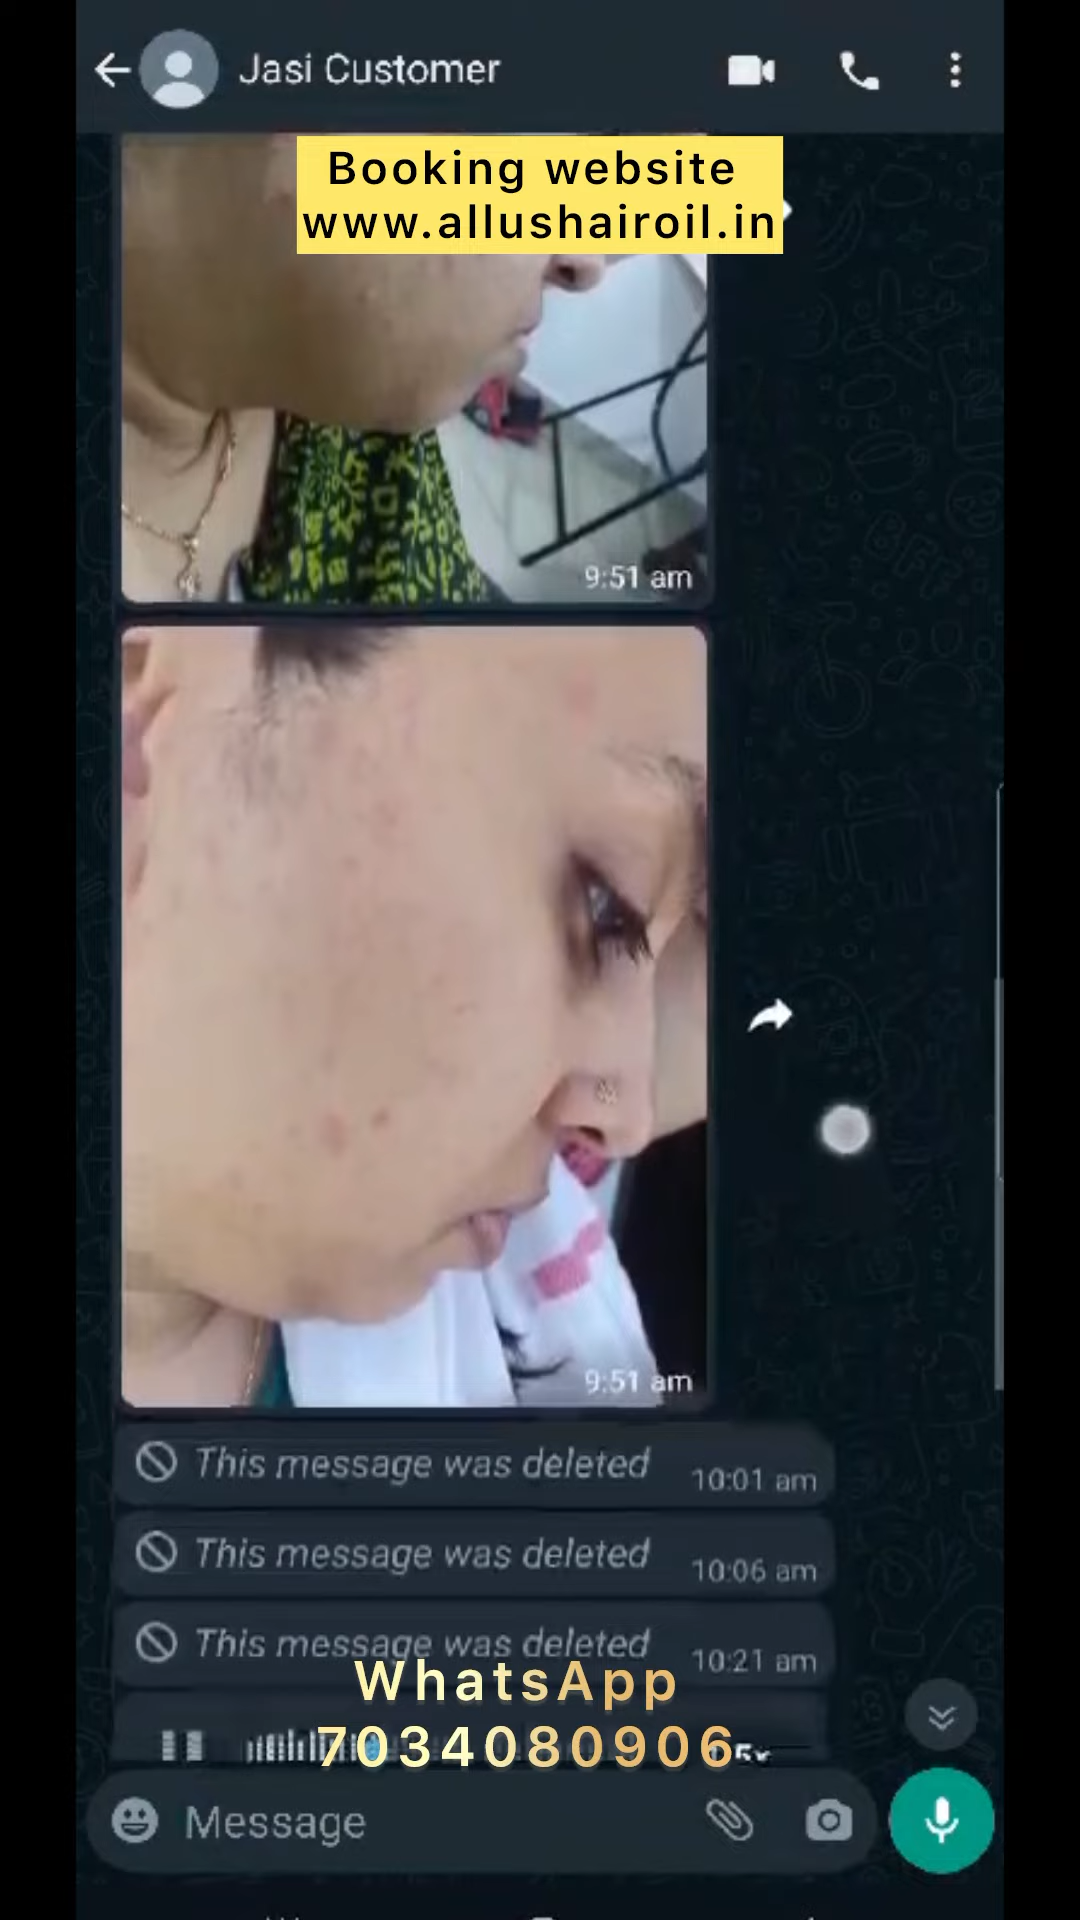 Jasi Customer
Booking website
www.allushairoil.in
9:51 am
9:51 am
This message was deleted 10:01 am
This message was deleted 10:06 am
This message was deleted 10:21 am
WhatsApp
7034080906
Message